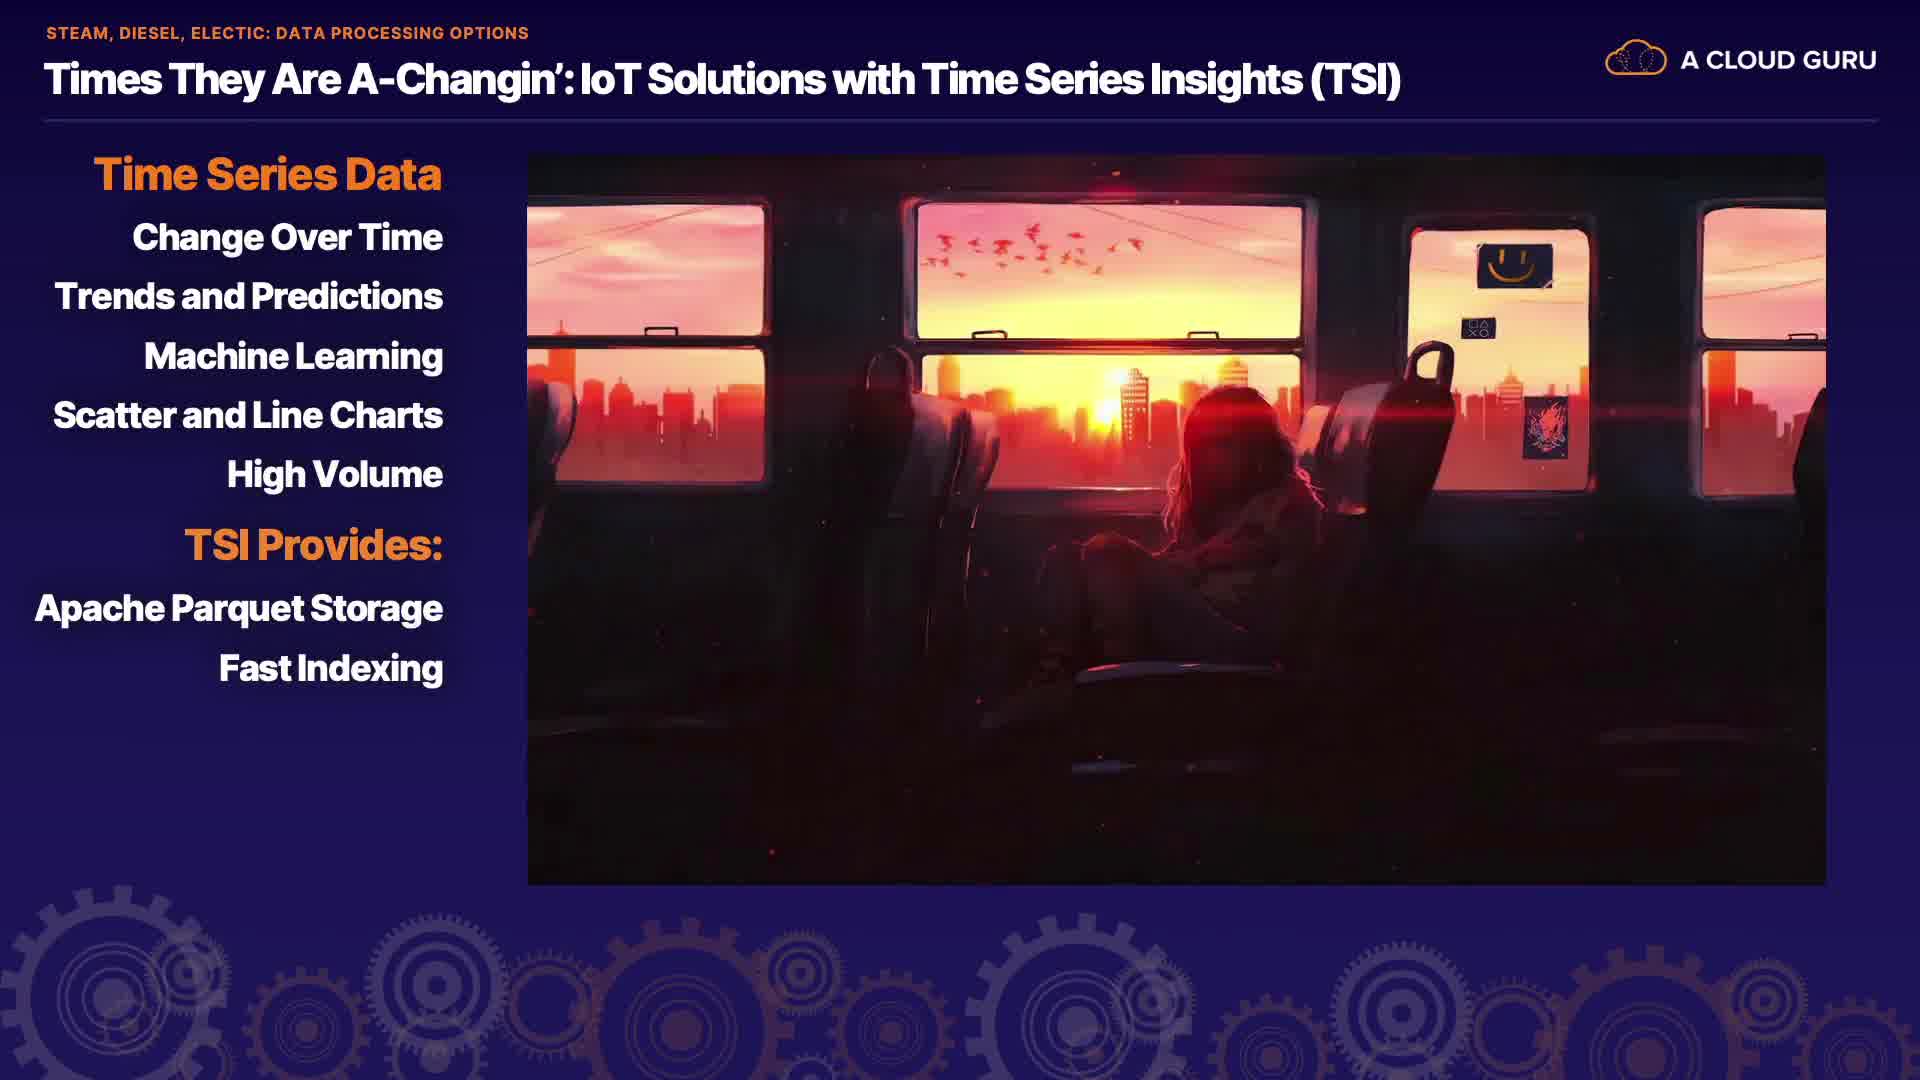 STEAM, DIESEL, ELECTIC: DATA PROCESSING OPTIONS
Times They Are A-Changin’: IoT Solutions with Time Series Insights (TSI)
A CLOUD GURU
Time Series Data
Change Over Time
Trends and Predictions
Machine Learning
Scatter and Line Charts
High Volume
TSI Provides:
Apache Parquet Storage
Fast Indexing